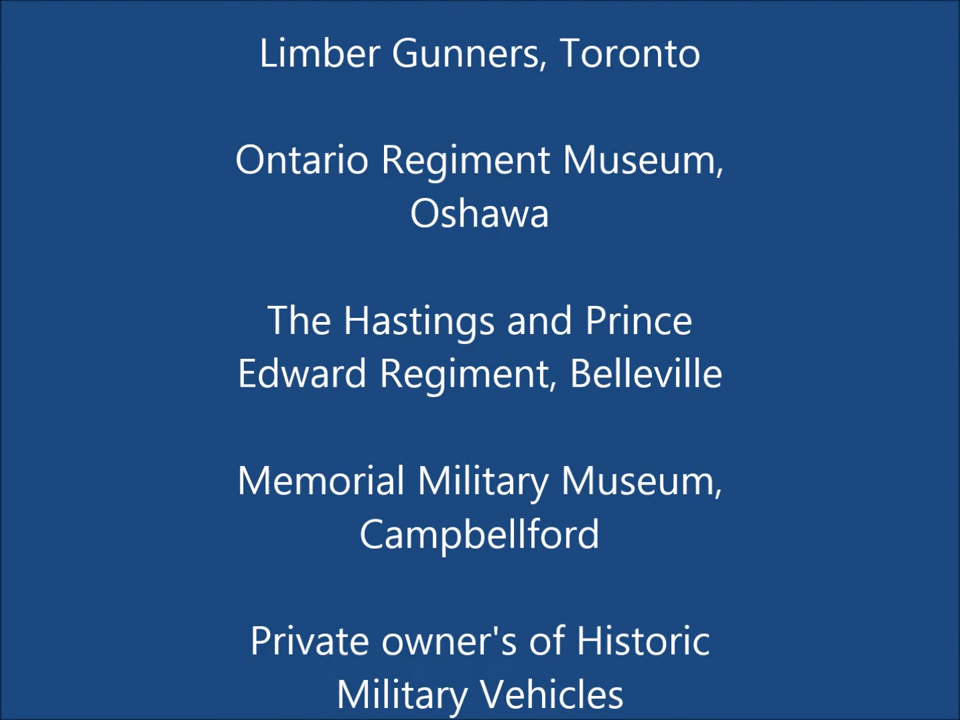 Limber Gunners, Toronto
Ontario Regiment Museum,
Oshawa
The Hastings and Prince
Edward Regiment, Belleville
Memorial Military Museum,
Campbellford
Private owner's of Historic
Military Vehicles